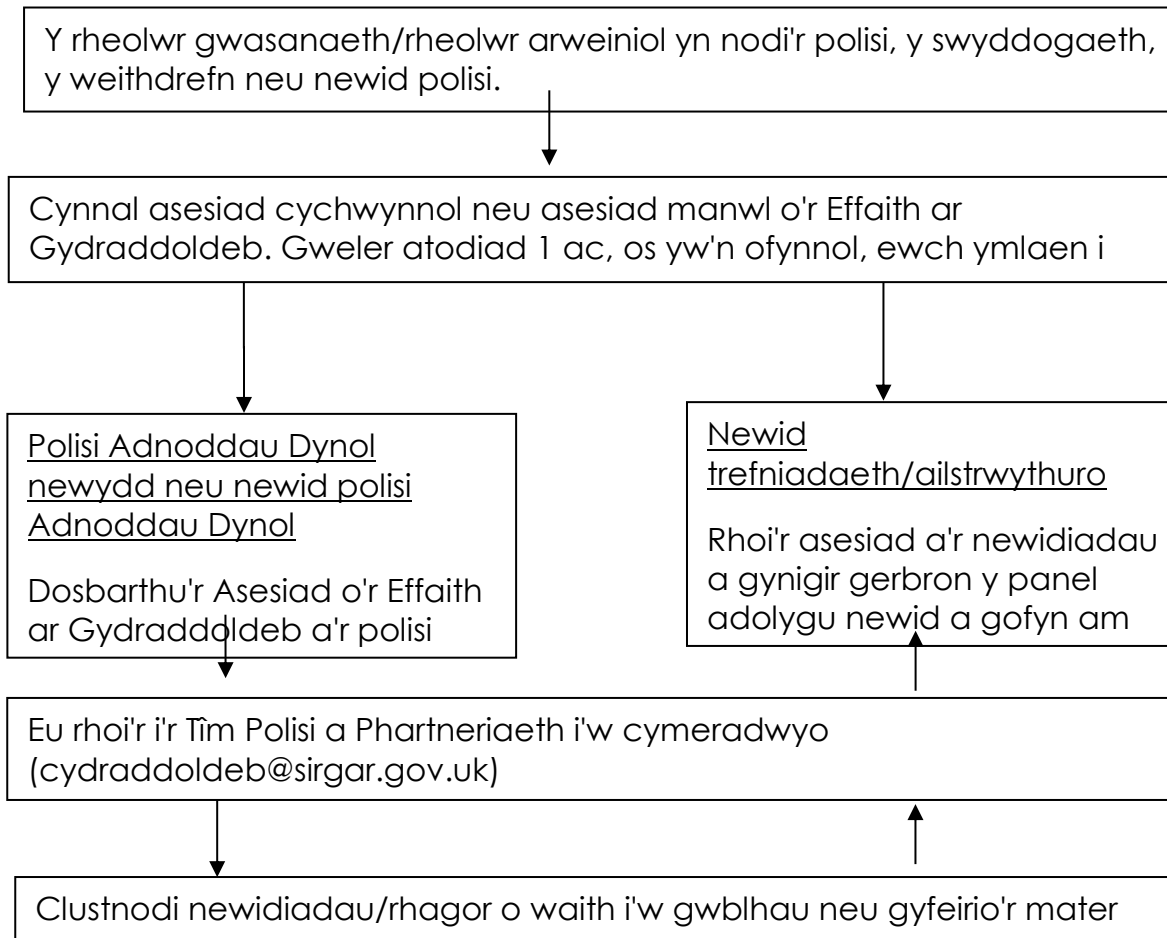 Y rheolwr gwasanaeth/rheolwr arweiniol yn nodi'r polisi, y swyddogaeth,
y weithdrefn neu newid polisi.
Cynnal asesiad cychwynnol neu asesiad manwl o'r Effaith ar
Gydraddoldeb. Gweler atodiad 1 ac, os yw'n ofynnol, ewch ymlaen i
Polisi Adnoddau Dynol
newydd neu newid polisi
Adnoddau Dynol
Dosbarthu'r Asesiad o'r Effaith
ar Gydraddoldeb a'r polisi
Newid
trefniadaeth/ailstrwythuro
Rhoi'r asesiad a'r newidiadau
a gynigir gerbron y panel
adolygu newid a gofyn am
Eu rhoi'r i'r Tîm Polisi a Phartneriaeth i'w cymeradwyo
(cydraddoldeb@sirgar.gov.uk)
Clustnodi newidiadau/rhagor o waith i'w gwblhau neu gyfeirio'r mater